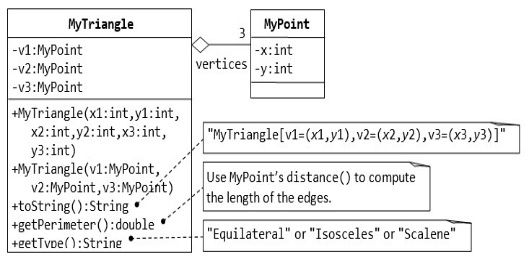 MyTriangle
-v1:MyPoint
-v2:MyPoint
-v3:MyPoint
+MyTriangle(x1:int,y1:int,
x2:int,y2:int,x3:int,
y3:int)
+MyTriangle(v1:MyPoint,
v2:MyPoint,v3:MyPoint)
+toString():String
+getPerimeter():double
+getType():String
3
vertices
MyPoint
-x:int
-y:int
"MyTriangle[v1=(x1,y1),v2=(x2,y2),v3=(x3,y3)]"
Use MyPoint's distance() to compute
the length of the edges.
"Equilateral" or "Isosceles" or "Scalene"